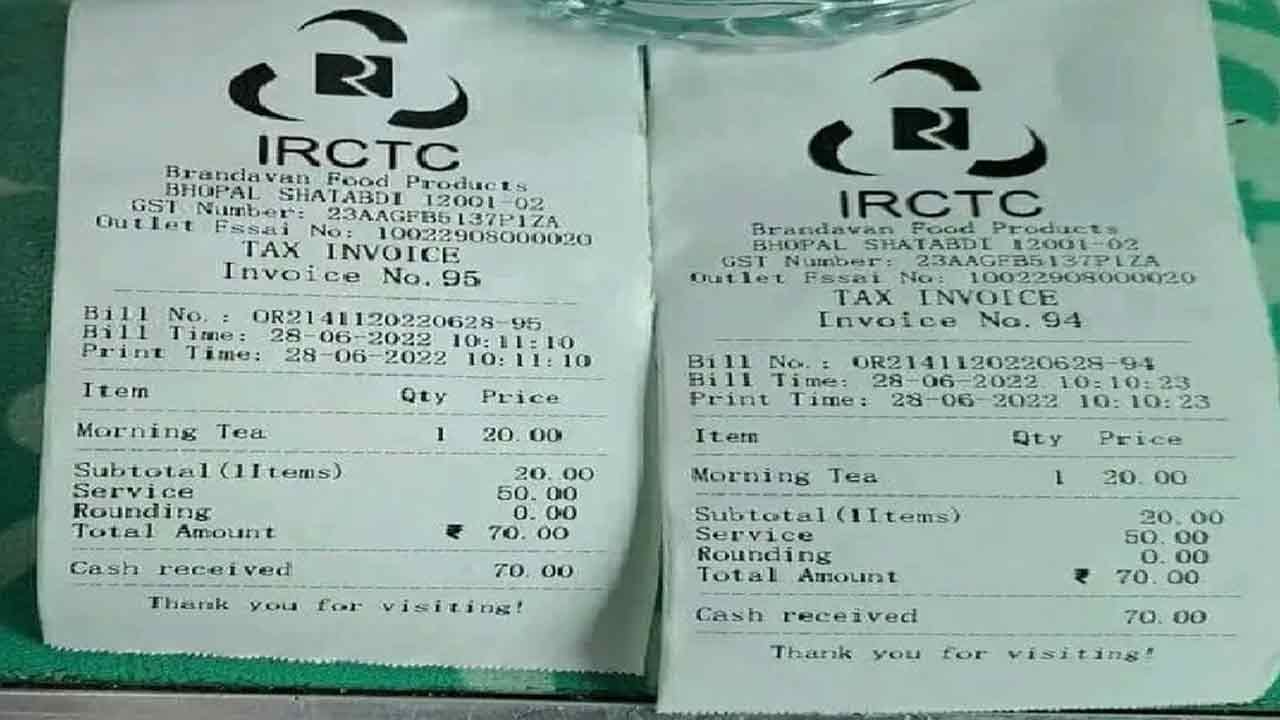 IRCTC
Brandavan Food Products
BHOPAL SHATABDI 12001-02
GST Number: 23AAGFB5137P1ZA
Outlet Fssai No: 10022908000020
TAX INVOICE
Invoice No. 95
Bill No.: OR2141120220628-95
Bill Time: 28-06-2022 10:11:10
Print Time: 28-06-2022 10:11:10
Item Qty Price
Morning Tea 1 20.00
Subtotal(1Items) 20.00
Service 50.00
Rounding 0.00
Total Amount ₹ 70.00
Cash received 70.00
Thank you for visiting!
IRCTC
Brandavan Food Products
BHOPAL SHATABDI 12001-02
GST Number: 23AAGFB5137P1ZA
Outlet Fssai No: 10022908000020
TAX INVOICE
Invoice No. 94
Bill No.: OR2141120220628-94
Bill Time: 28-06-2022 10:10:23
Print Time: 28-06-2022 10:10:23
Item Qty Price
Morning Tea 1 20.00
Subtotal(1Items) 20.00
Service 50.00
Rounding 0.00
Total Amount ₹ 70.00
Cash received 70.00
Thank you for visiting!